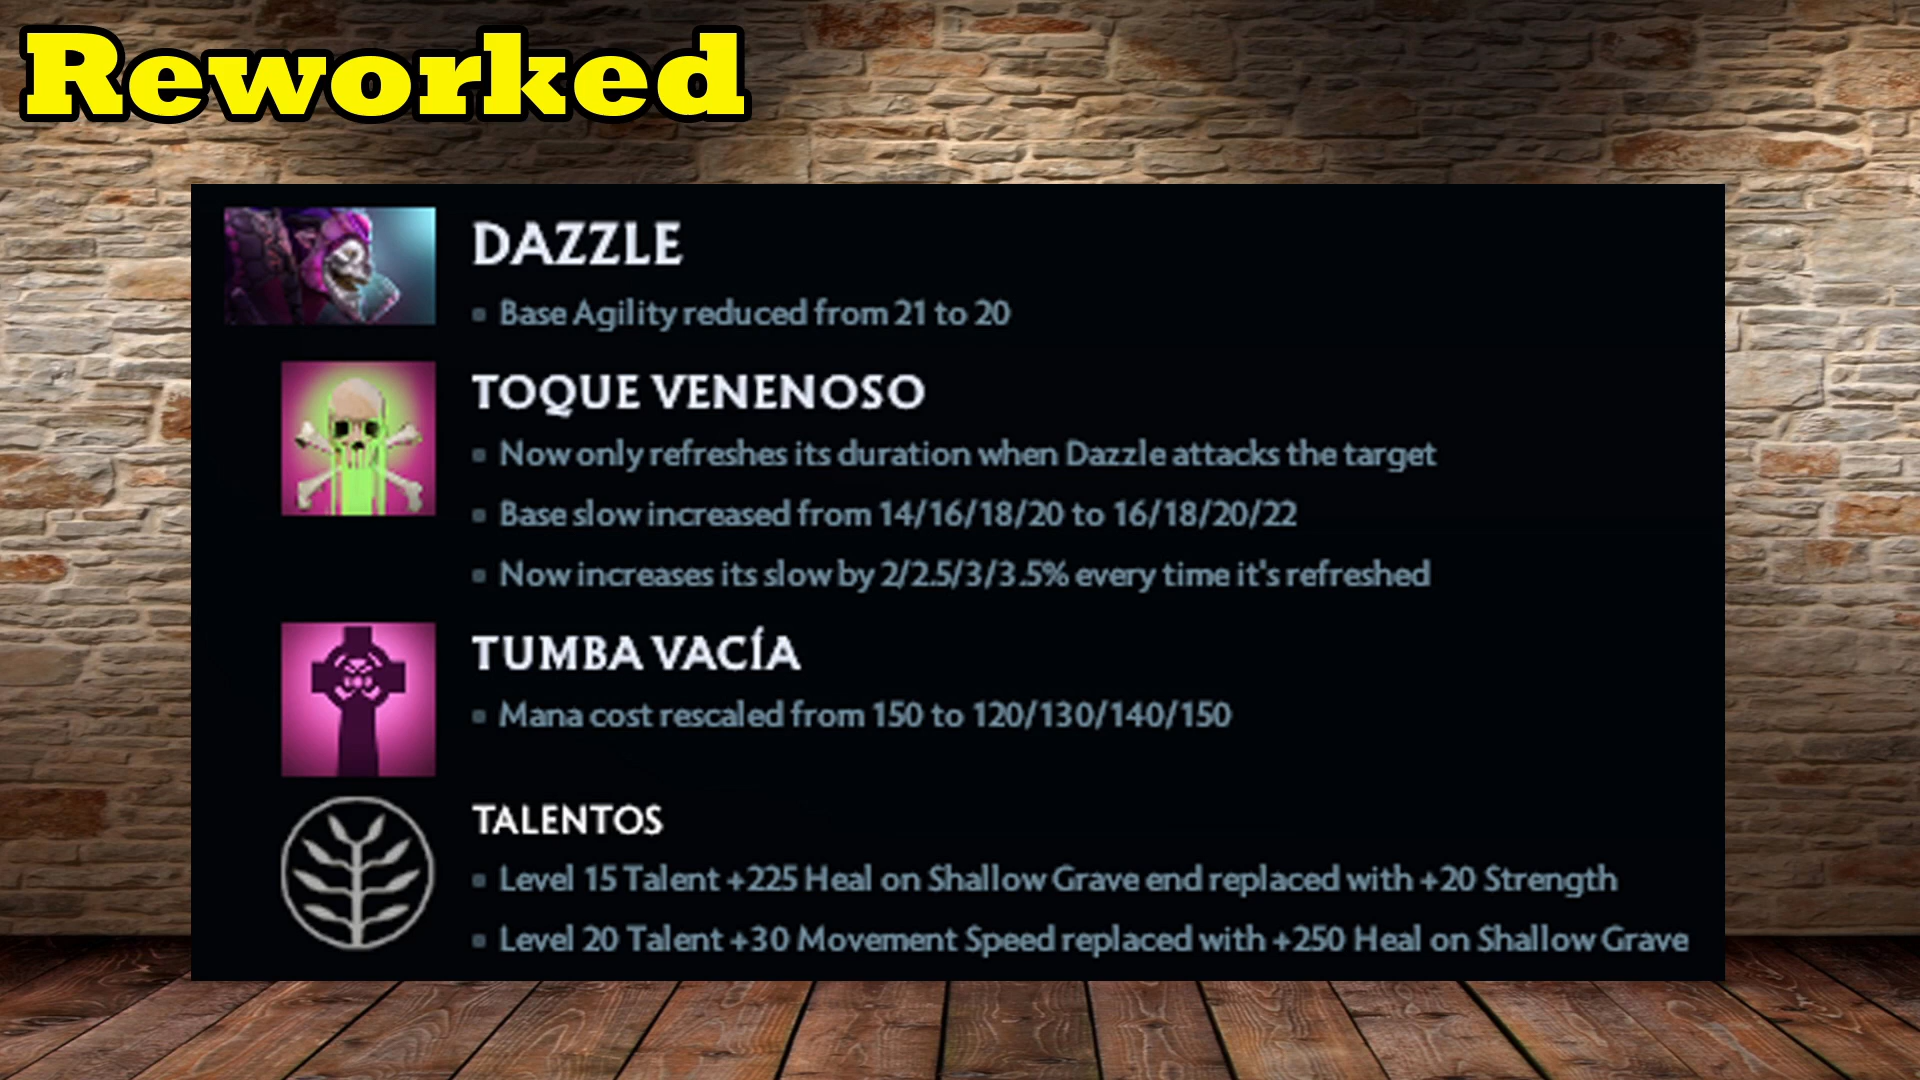 Reworked
DAZZLE
Base Agility reduced from 21 to 20
TOQUE VENENOSO
Now only refreshes its duration when Dazzle attacks the target
Base slow increased from 14/16/18/20 to 16/18/20/22
Now increases its slow by 2/2.5/3/3.5% every time it's refreshed
TUMBA VACÍA
Mana cost rescaled from 150 to 120/130/140/150
TALENTOS
Level 15 Talent +225 Heal on Shallow Grave end replaced with +20 Strength
Level 20 Talent +30 Movement Speed replaced with +250 Heal on Shallow Grave